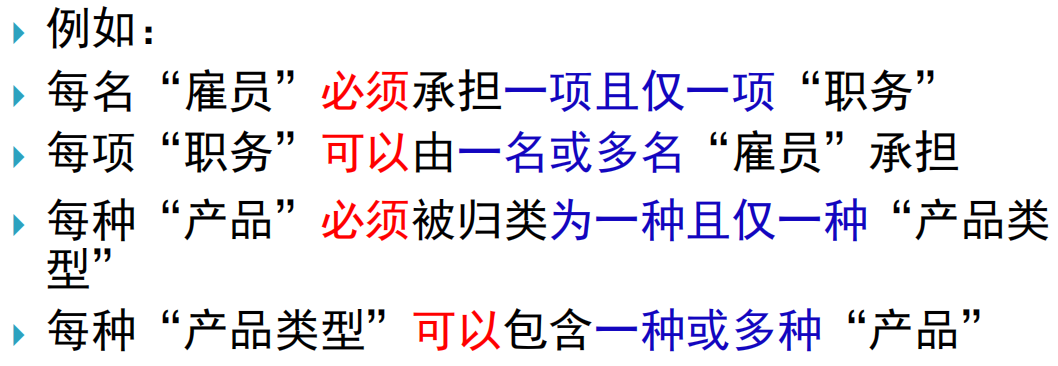 例如：
每名“雇员”必须承担一项且仅一项“职务”
每项“职务”可以由一名或多名“雇员”承担
每种“产品”必须被归类为一种且仅一种“产品类
型”
每种“产品类型”可以包含一种或多种“产品”